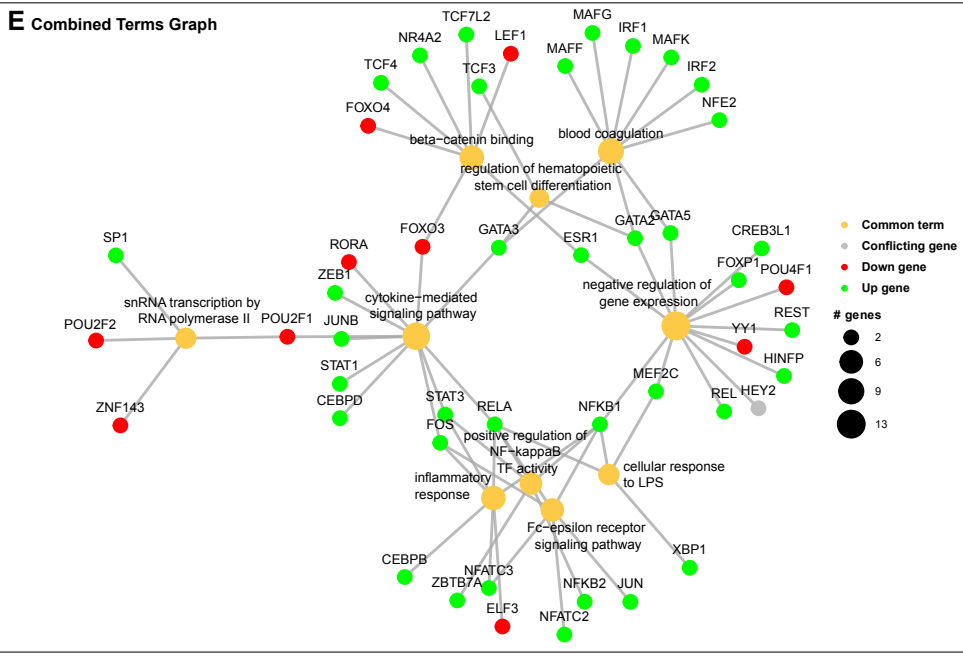 E Combined Terms Graph
TCF7L2
MAFG
NR4A2
LEF1
IRF1
MAFF
MAFK
TCF4
TCF3
IRF2
FOXO4
NFE2
beta−catenin binding
blood coagulation
regulation of hematopoietic
stem cell differentiation
SP1
RORA
FOXO3
GATA3
ESR1
GATA2
GATA5
CREB3L1
FOXP1
POU4F1
ZEB1
negative regulation of
gene expression
snRNA transcription by
RNA polymerase II
cytokine−mediated
signaling pathway
POU2F2
POU2F1
JUNB
REST
YY1
STAT1
MEF2C
HINFP
CEBPD
STAT3
RELA
NFKB1
REL
HEY2
ZNF143
FOS
positive regulation of
NF−kappaB
TF activity
inflammatory
response
cellular response
to LPS
Fc−epsilon receptor
signaling pathway
CEBPB
XBP1
ZBTB7A
NFATC3
NFKB2
JUN
ELF3
NFATC2
Common term
Conflicting gene
Down gene
Up gene
# genes
2
6
9
13